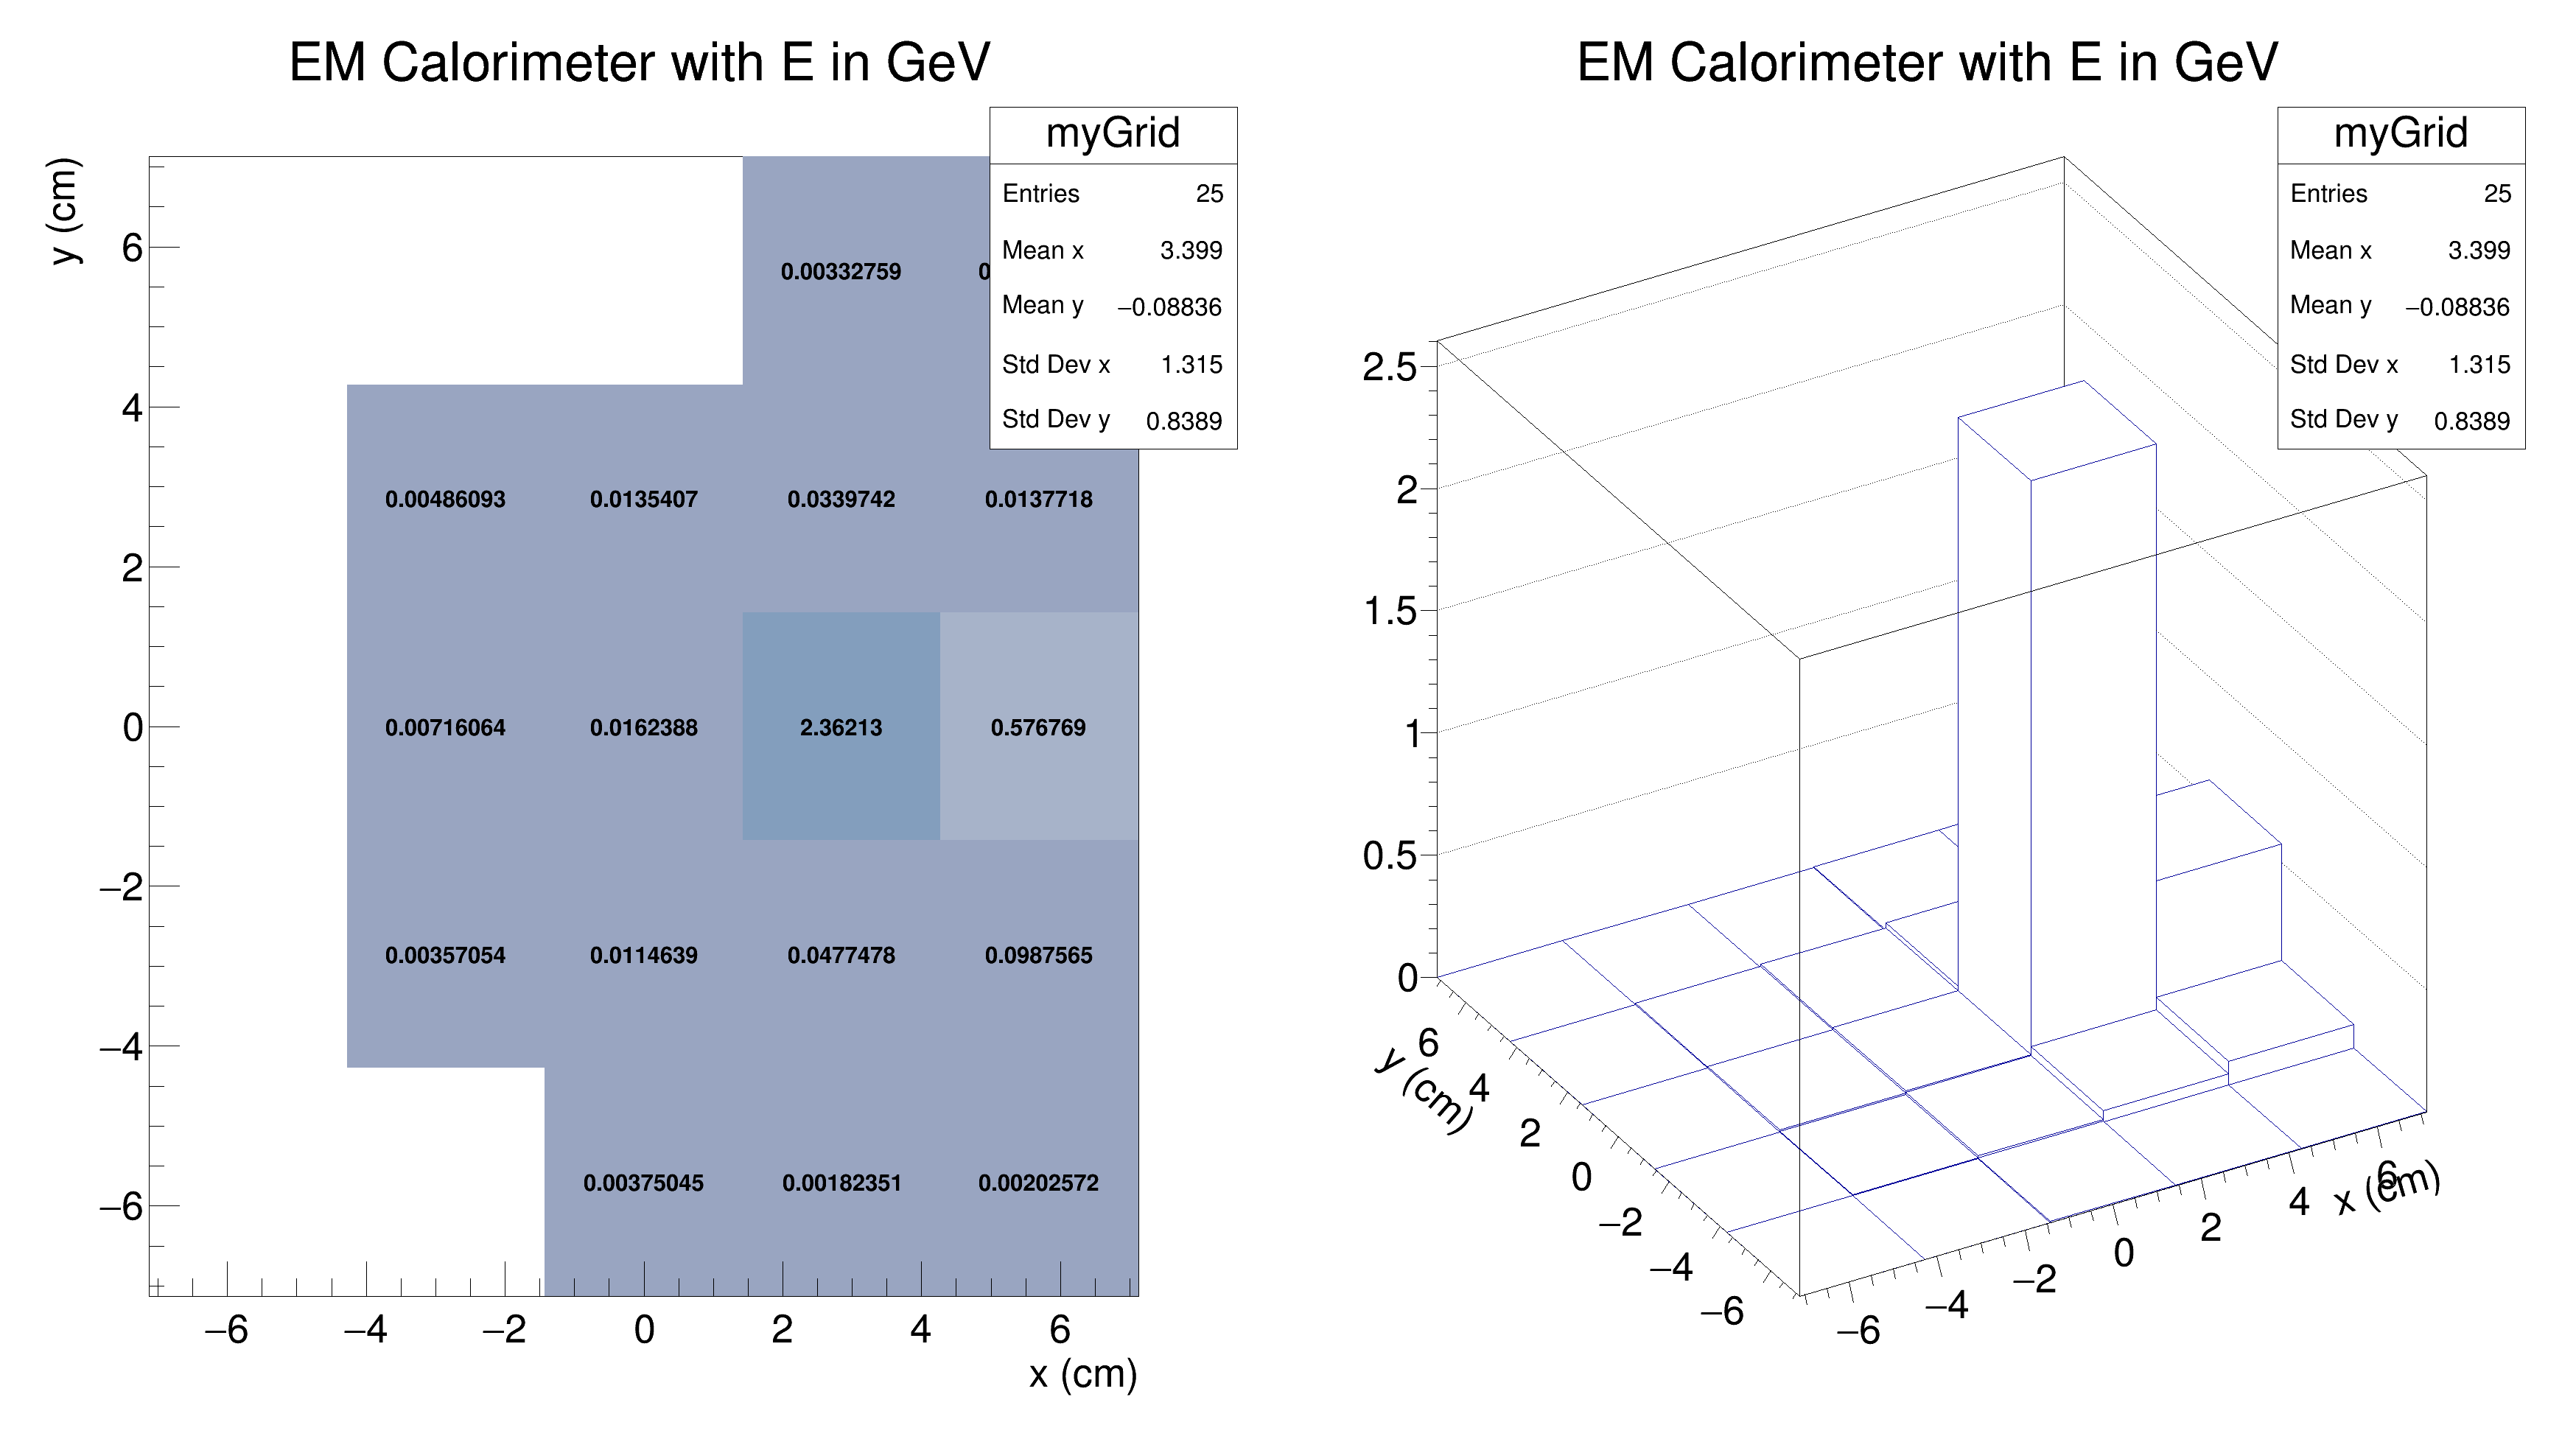 EM Calorimeter with E in GeV
myGrid
Entries 25
Mean x 3.399
Mean y −0.08836
Std Dev x 1.315
Std Dev y 0.8389
y (cm)
6
4
2
0
−2
−4
−6
0.00332759 0
0.00486093 0.0135407 0.0339742 0.0137718
0.00716064 0.0162388 2.36213 0.576769
0.00357054 0.0114639 0.0477478 0.0987565
0.00375045 0.00182351 0.00202572
−6 −4 −2 0 2 4 6
x (cm)
EM Calorimeter with E in GeV
myGrid
Entries 25
Mean x 3.399
Mean y −0.08836
Std Dev x 1.315
Std Dev y 0.8389
2.5
2
1.5
1
0.5
0
6
4
2
0
−2
−4
−6
y (cm)
−6 −4 −2 0 2 4 6
x (cm)